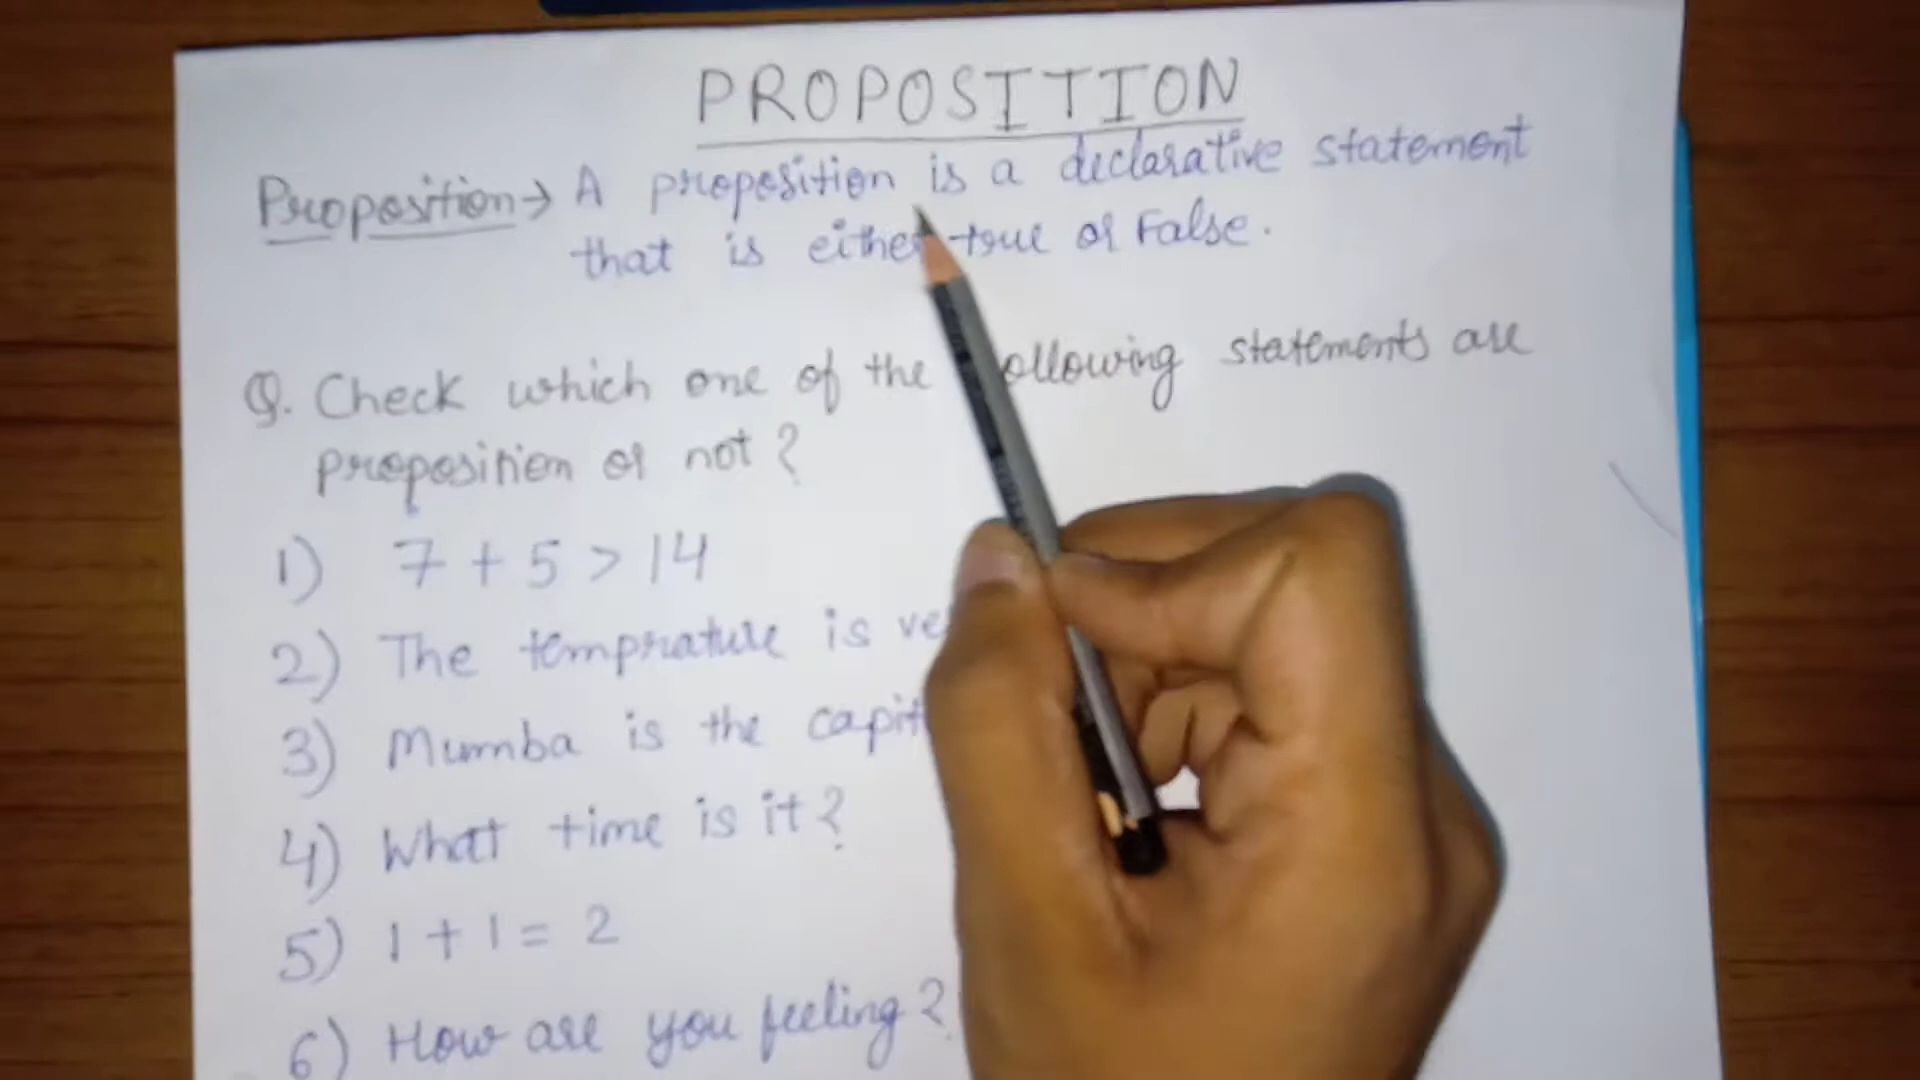 PROPOSITION
Proposition → A proposition is a declarative statement
that is either true or False.
Q. Check which one of the following statements are
proposition or not?
1) 7 + 5 > 14
2) The temprature is
3) Mumba is the
4) What time is it?
5) 1 + 1 = 2
6) How are you feeling?